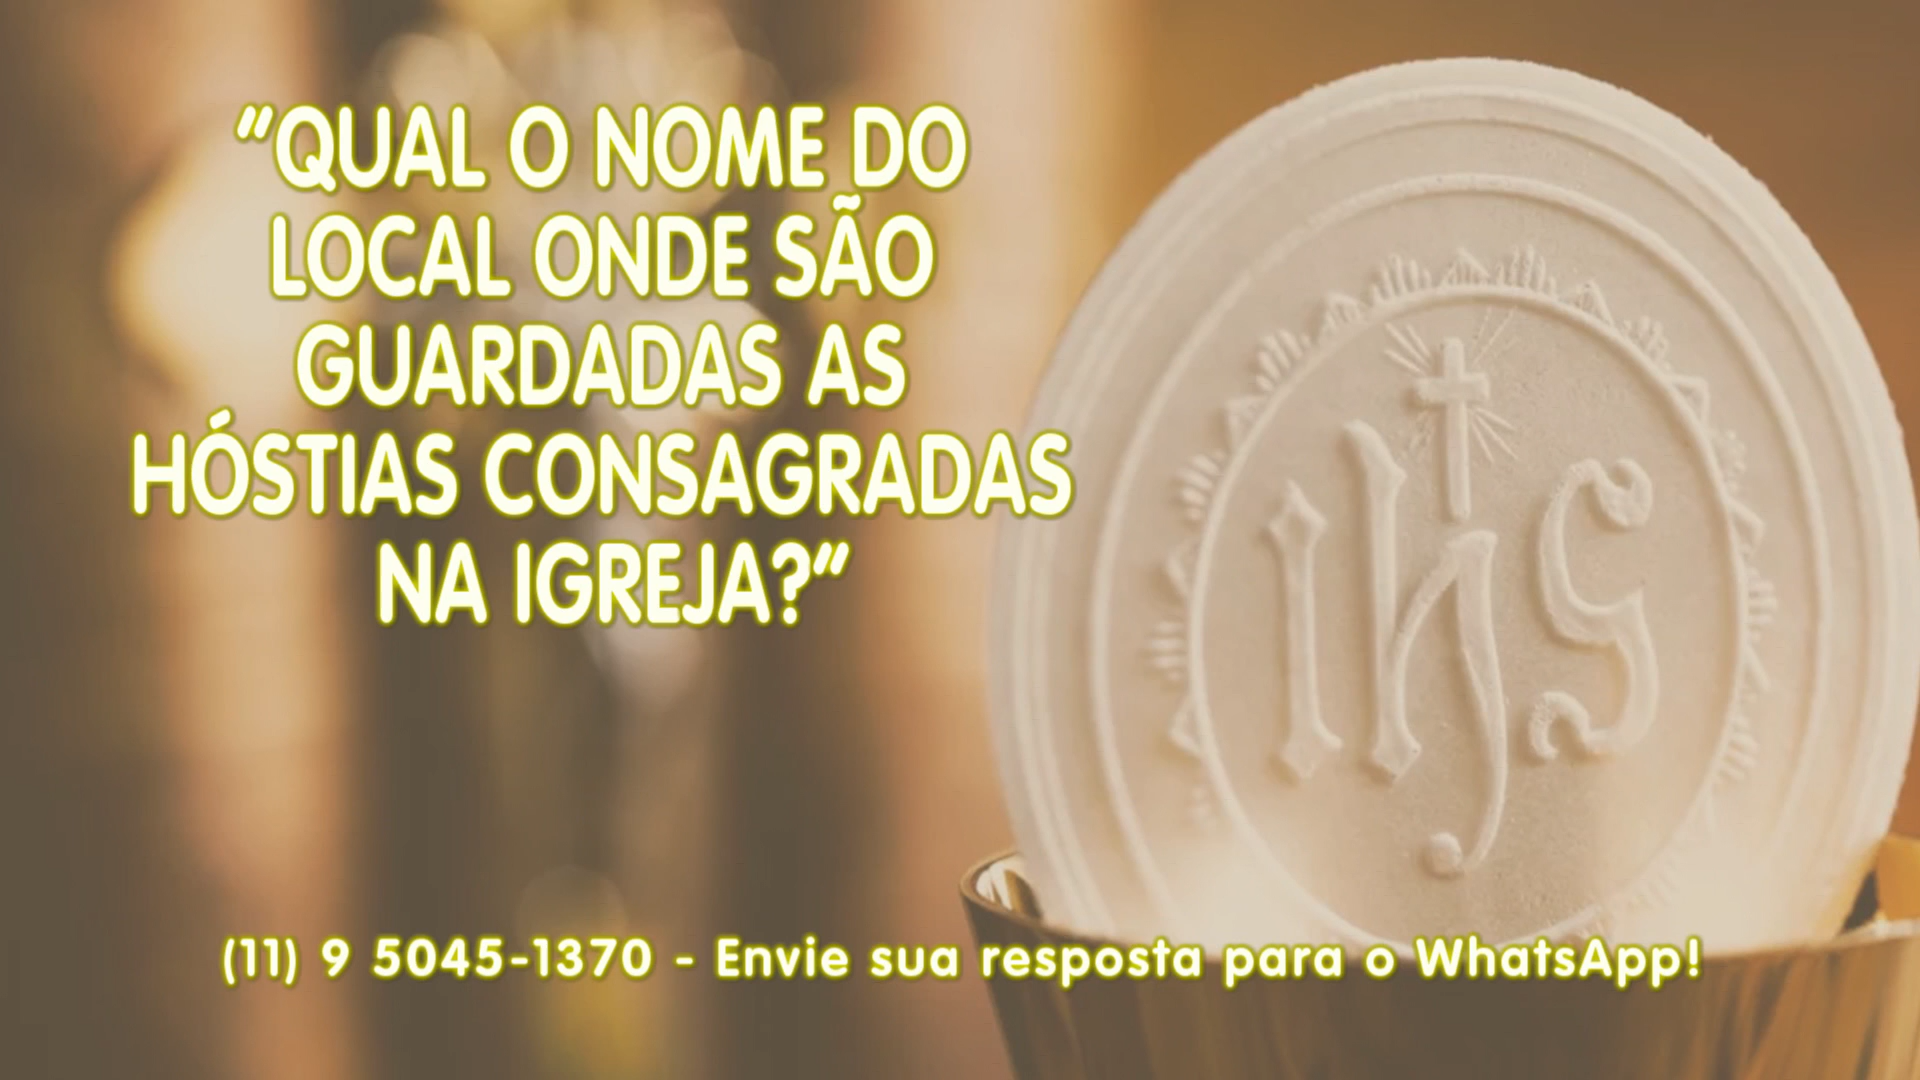 "QUAL O NOME DO
LOCAL ONDE SÃO
GUARDADAS AS
HÓSTIAS CONSAGRADAS
NA IGREJA?"
IHS
(11) 9 5045-1370 - Envie sua resposta para o WhatsApp!